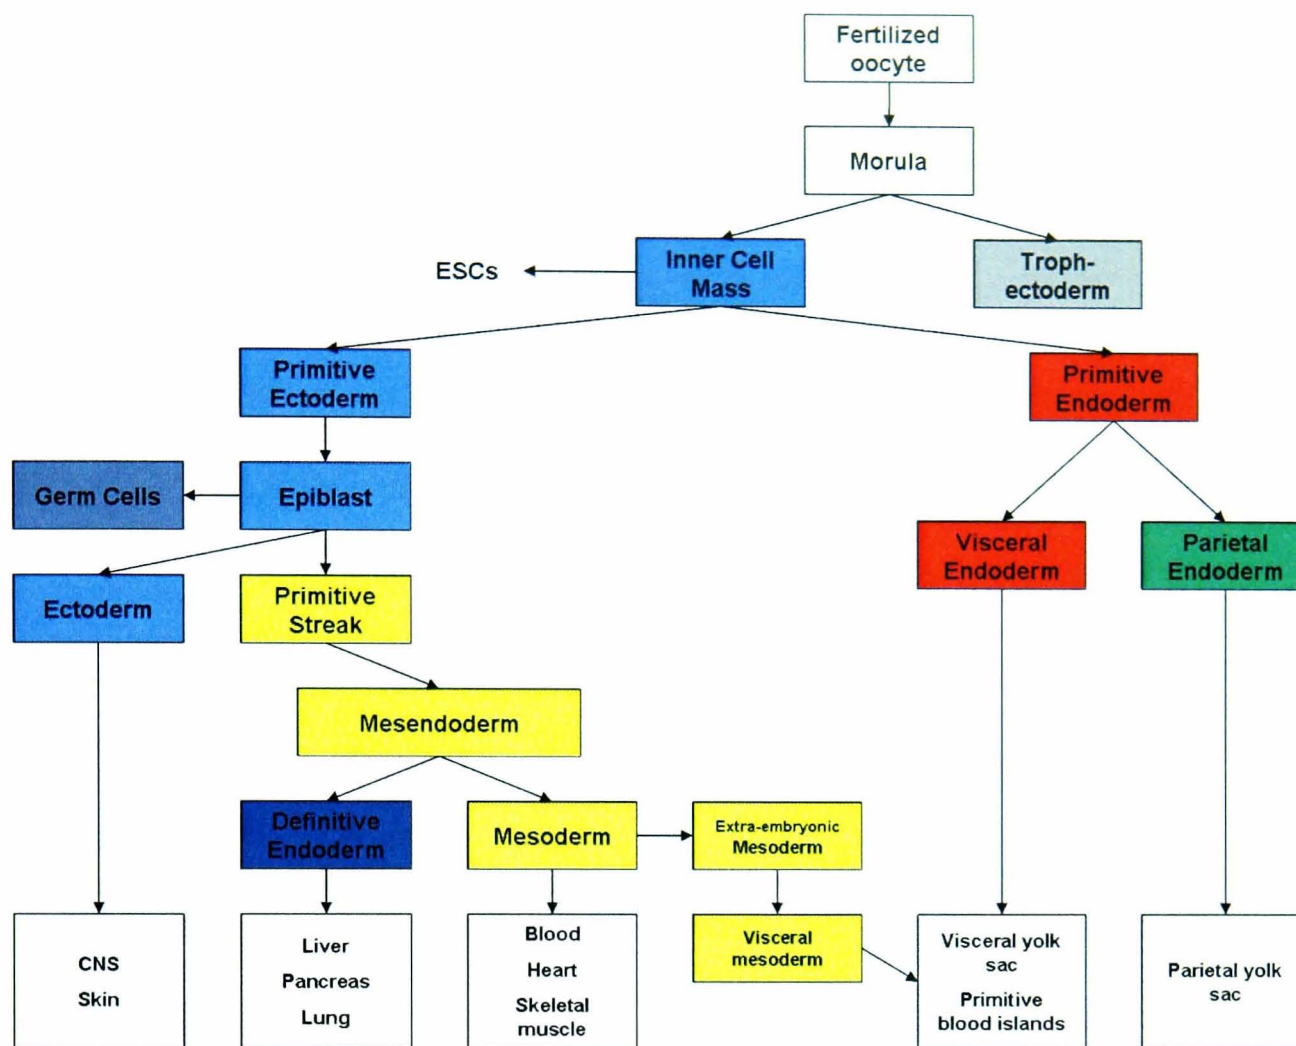 Fertilized
oocyte
Morula
Inner Cell
Mass
Troph-
ectoderm
ESCs
Primitive
Ectoderm
Primitive
Endoderm
Germ Cells
Epiblast
Visceral
Endoderm
Parietal
Endoderm
Ectoderm
Primitive
Streak
Mesendoderm
Definitive
Endoderm
Mesoderm
Extra-embryonic
Mesoderm
CNS
Skin
Liver
Pancreas
Lung
Blood
Heart
Skeletal
muscle
Visceral
mesoderm
Visceral yolk
sac
Primitive
blood islands
Parietal yolk
sac